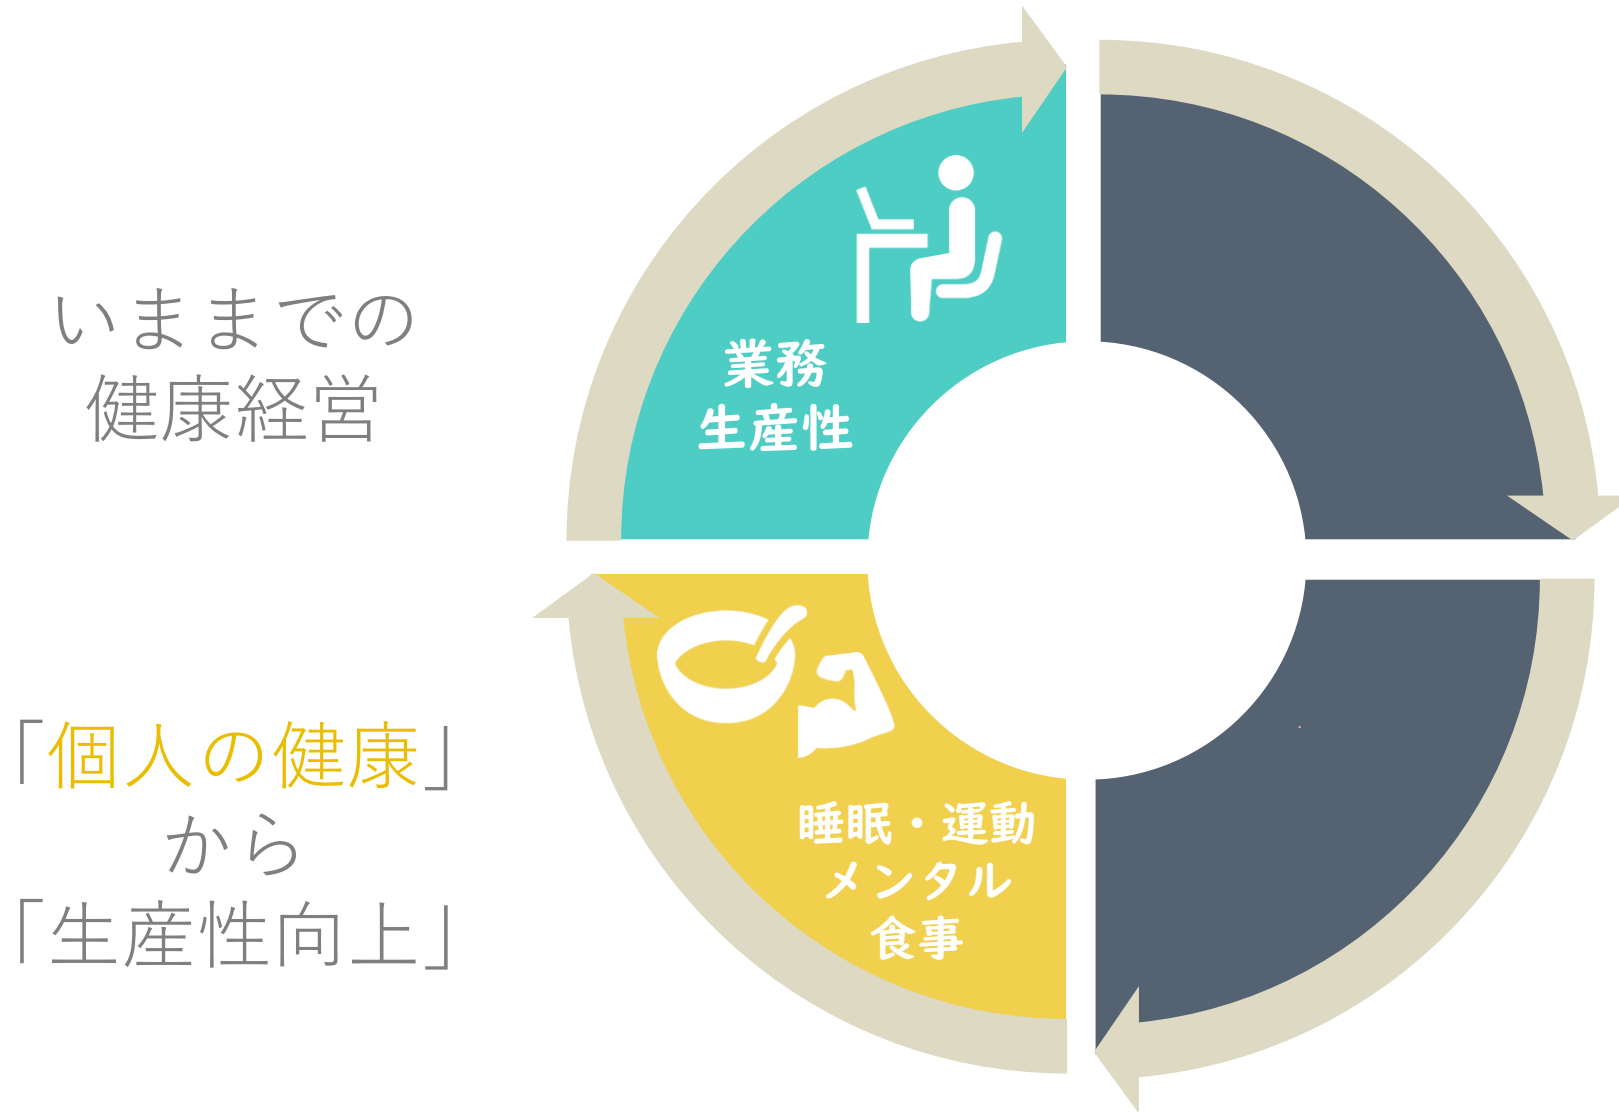 いままでの
健康経営
「個人の健康」
から
「生産性向上」
業務
生産性
睡眠・運動
メンタル
食事